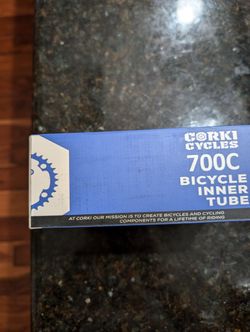 CORKI
CYCLES
700C
BICYCLE
INNER
TUBE
AT CORKI OUR MISSION IS TO CREATE BICYCLES AND CYCLING
COMPONENTS FOR A LIFETIME OF RIDING